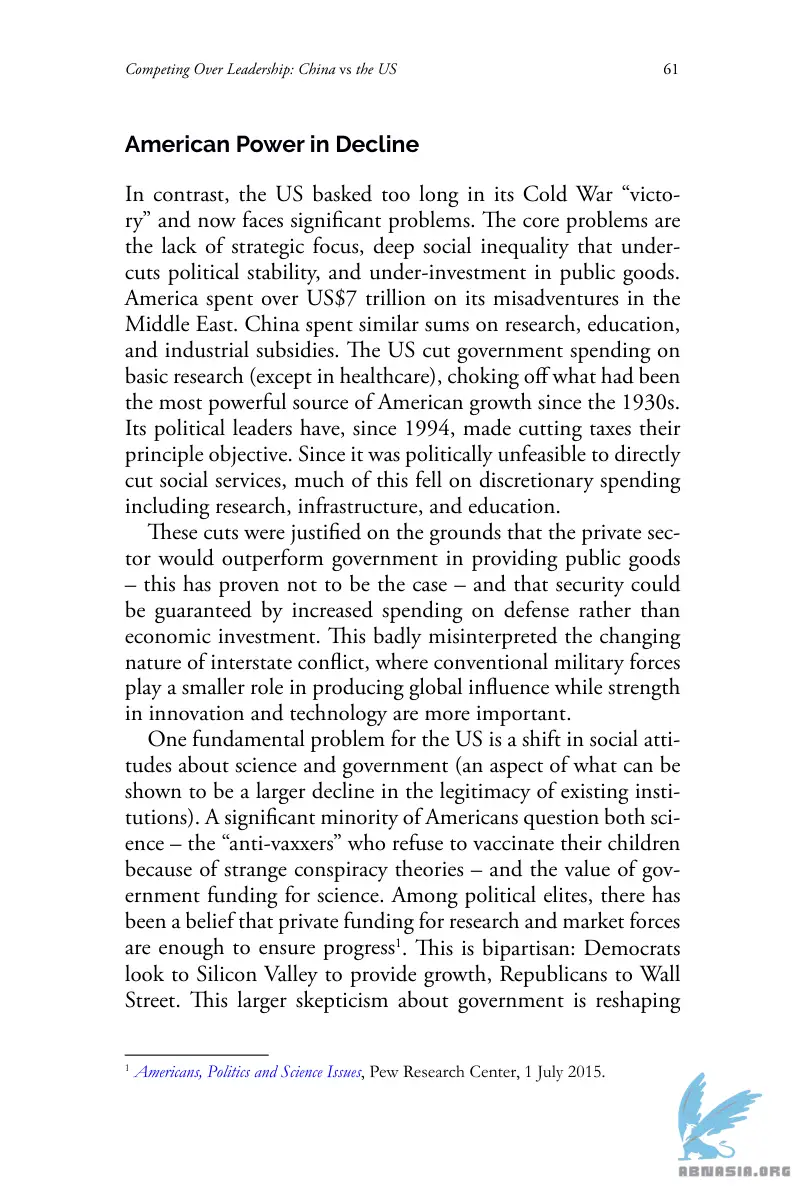 Competing Over Leadership: China vs the US 61
American Power in Decline
In contrast, the US basked too long in its Cold War “victo-
ry” and now faces significant problems. The core problems are
the lack of strategic focus, deep social inequality that under-
cuts political stability, and under-investment in public goods.
America spent over US$7 trillion on its misadventures in the
Middle East. China spent similar sums on research, education,
and industrial subsidies. The US cut government spending on
basic research (except in healthcare), choking off what had been
the most powerful source of American growth since the 1930s.
Its political leaders have, since 1994, made cutting taxes their
principle objective. Since it was politically unfeasible to directly
cut social services, much of this fell on discretionary spending
including research, infrastructure, and education.
These cuts were justified on the grounds that the private sec-
tor would outperform government in providing public goods
– this has proven not to be the case – and that security could
be guaranteed by increased spending on defense rather than
economic investment. This badly misinterpreted the changing
nature of interstate conflict, where conventional military forces
play a smaller role in producing global influence while strength
in innovation and technology are more important.
One fundamental problem for the US is a shift in social atti-
tudes about science and government (an aspect of what can be
shown to be a larger decline in the legitimacy of existing insti-
tutions). A significant minority of Americans question both sci-
ence – the “anti-vaxxers” who refuse to vaccinate their children
because of strange conspiracy theories – and the value of gov-
ernment funding for science. Among political elites, there has
been a belief that private funding for research and market forces
are enough to ensure progress¹. This is bipartisan: Democrats
look to Silicon Valley to provide growth, Republicans to Wall
Street. This larger skepticism about government is reshaping
¹ Americans, Politics and Science Issues, Pew Research Center, 1 July 2015.
ABNASIA.ORG